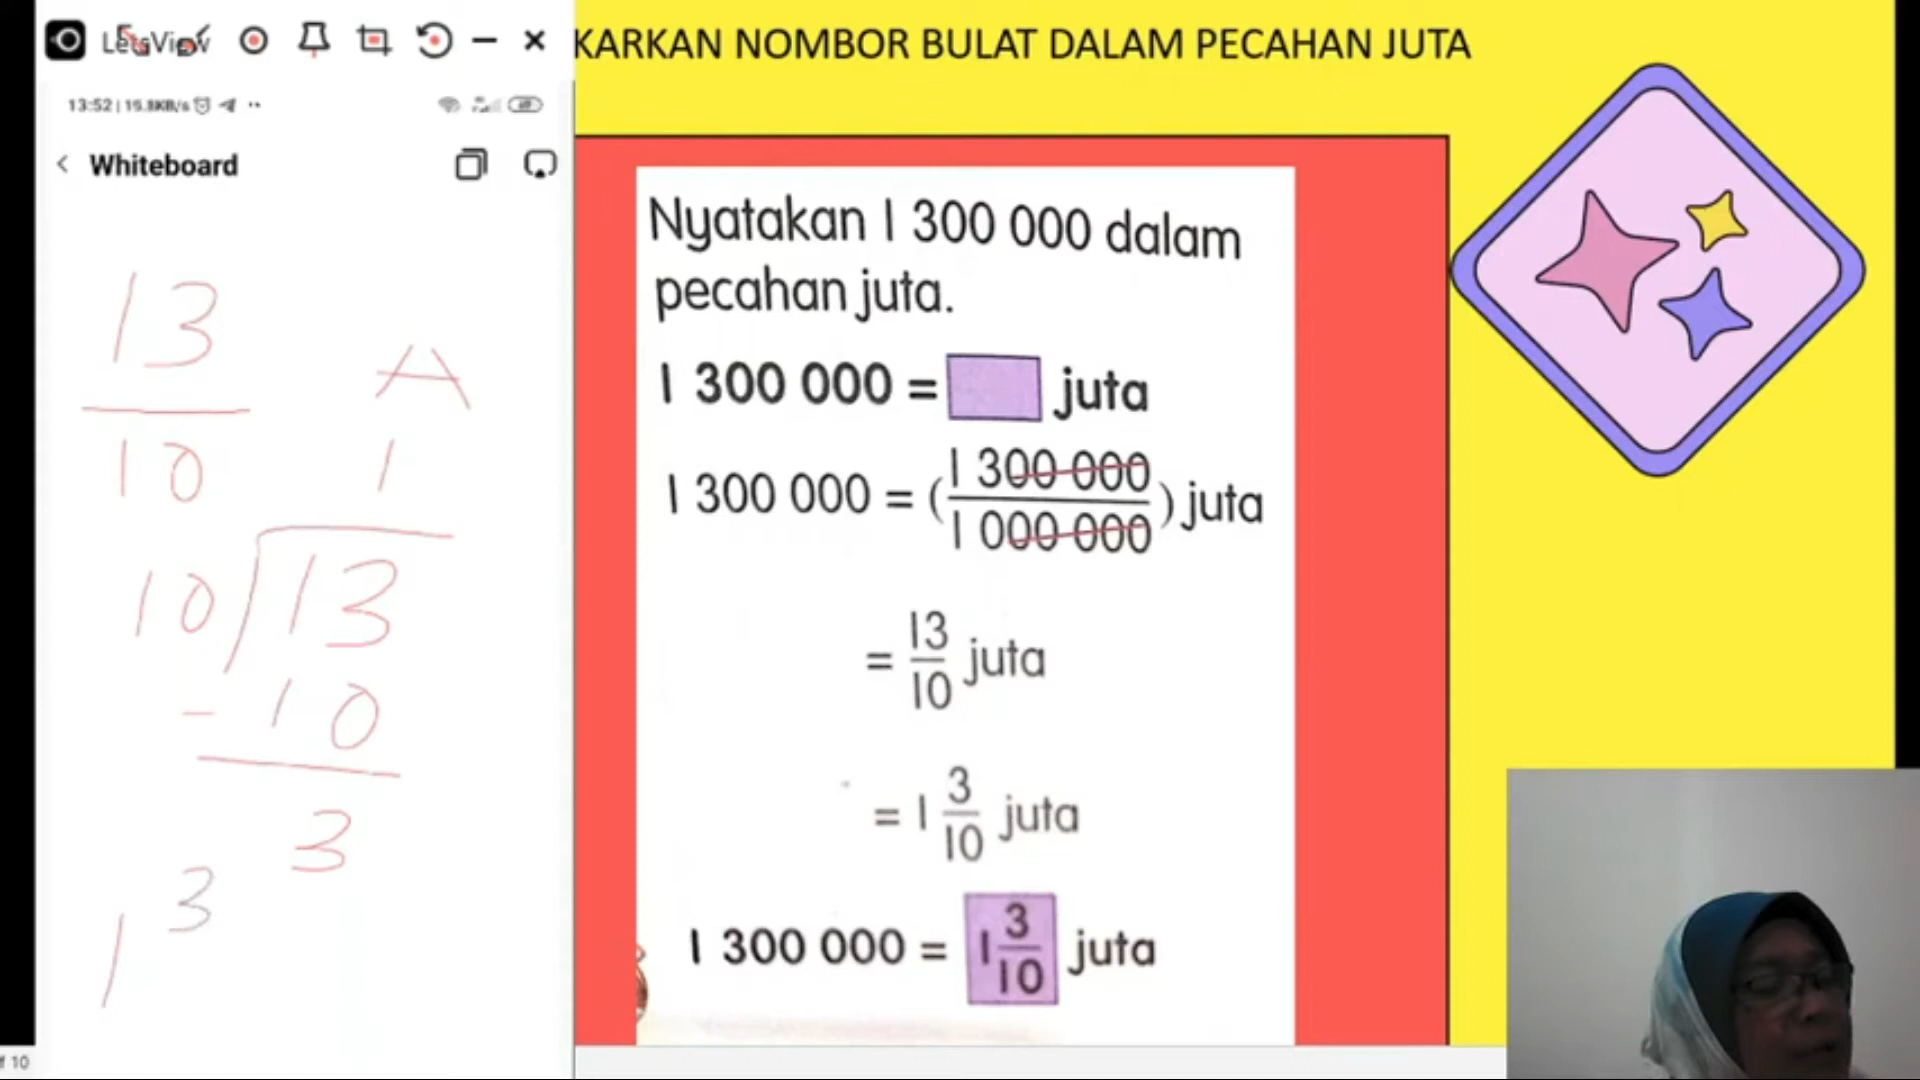 LetsView
KARKAN NOMBOR BULAT DALAM PECAHAN JUTA
13:52 | 19.8KB/s
Whiteboard
13
10
A
1
10 13
- 10
3
1 3
Nyatakan 1 300 000 dalam
pecahan juta.
1 300 000 = juta
1 300 000 = ( 1 300 000 / 1 000 000 ) juta
= 13/10 juta
= 1 3/10 juta
1 300 000 = 1 3/10 juta
f 10